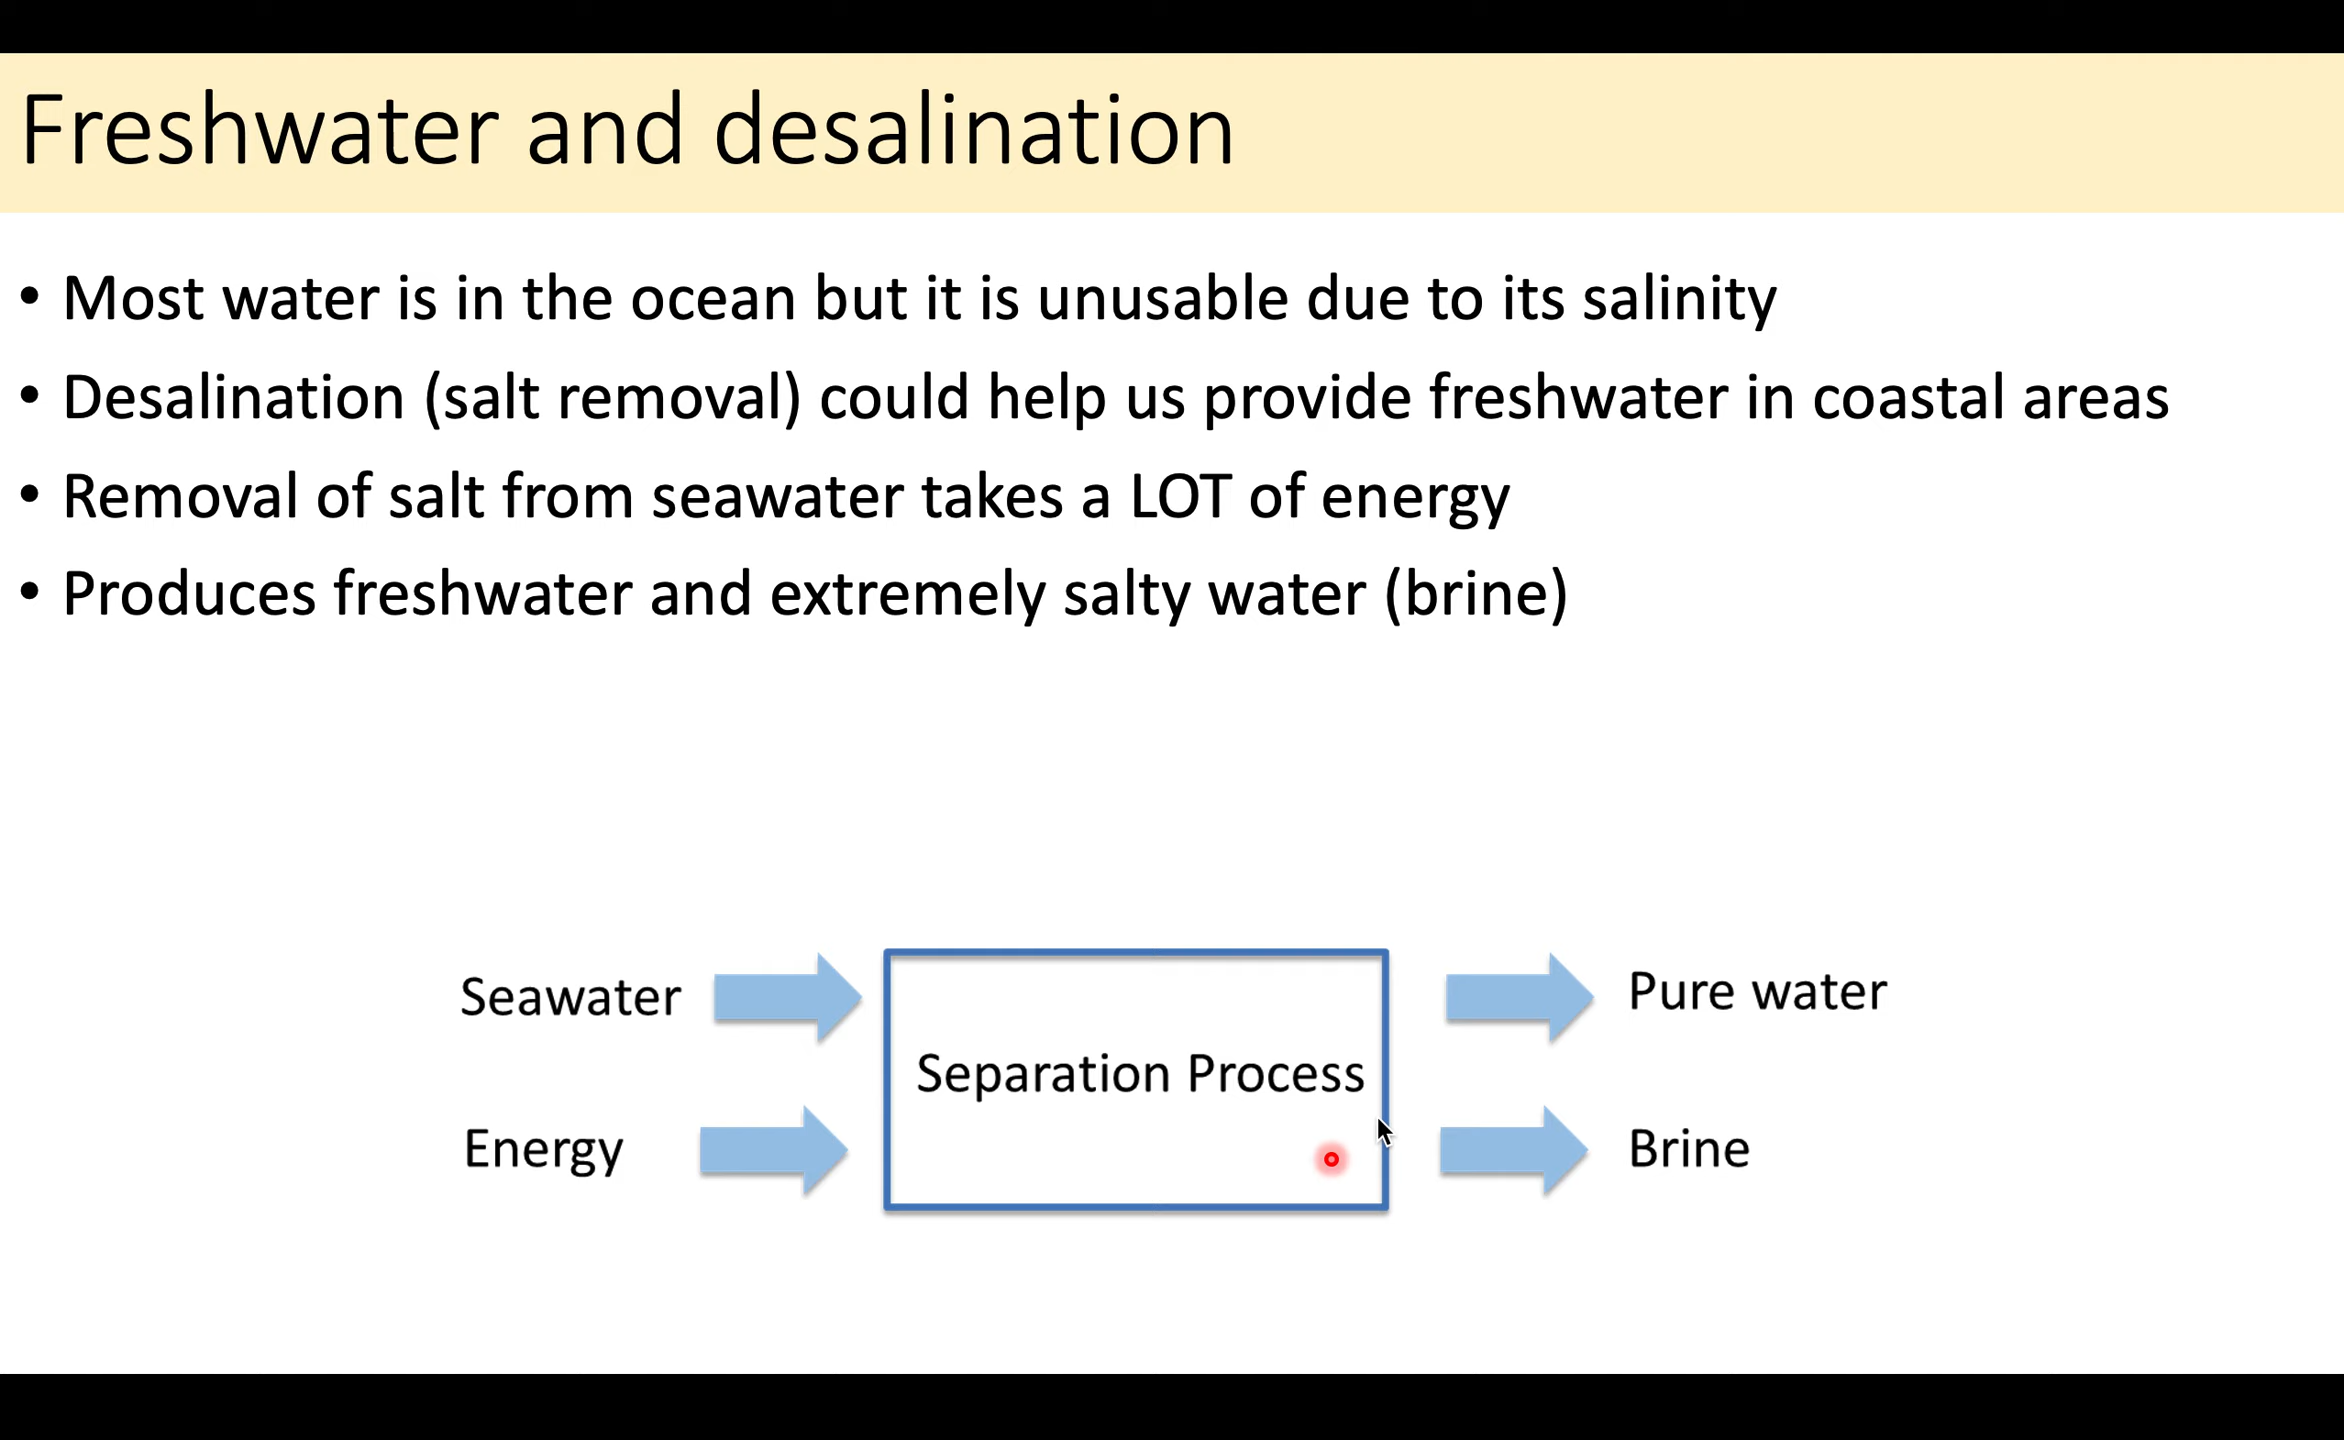 Freshwater and desalination
• Most water is in the ocean but it is unusable due to its salinity
• Desalination (salt removal) could help us provide freshwater in coastal areas
• Removal of salt from seawater takes a LOT of energy
• Produces freshwater and extremely salty water (brine)
Seawater
Energy
Separation Process
Pure water
Brine